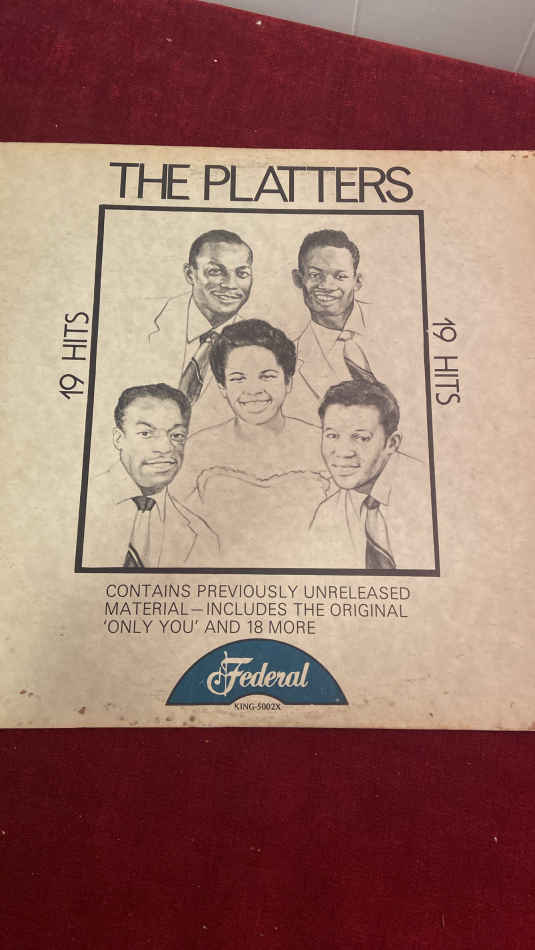 THE PLATTERS
19 HITS
19 HITS
CONTAINS PREVIOUSLY UNRELEASED
MATERIAL—INCLUDES THE ORIGINAL
'ONLY YOU' AND 18 MORE
Federal
KING-5002X